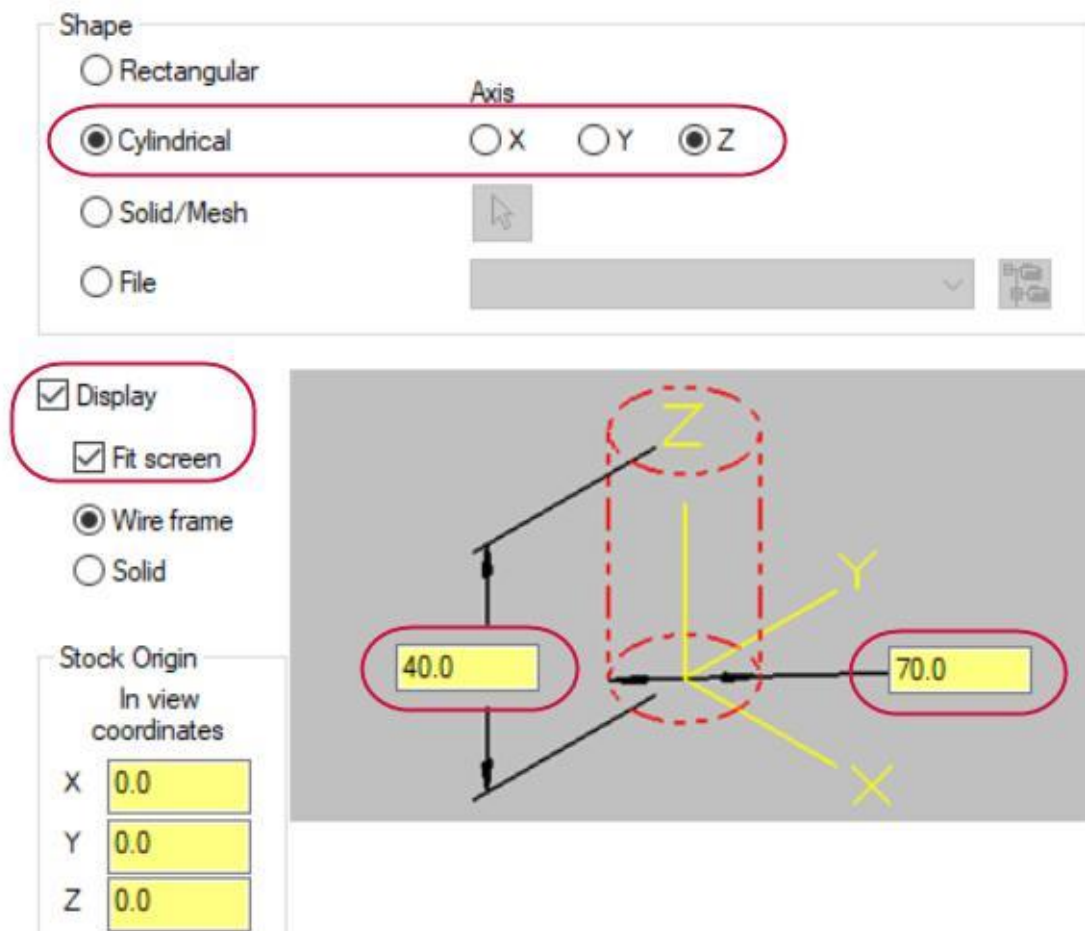 Shape
Rectangular
Axis
Cylindrical X Y Z
Solid/Mesh
File
Display
Fit screen
Wire frame
Solid
Z
Y
40.0
70.0
X
Stock Origin
In view
coordinates
X 0.0
Y 0.0
Z 0.0